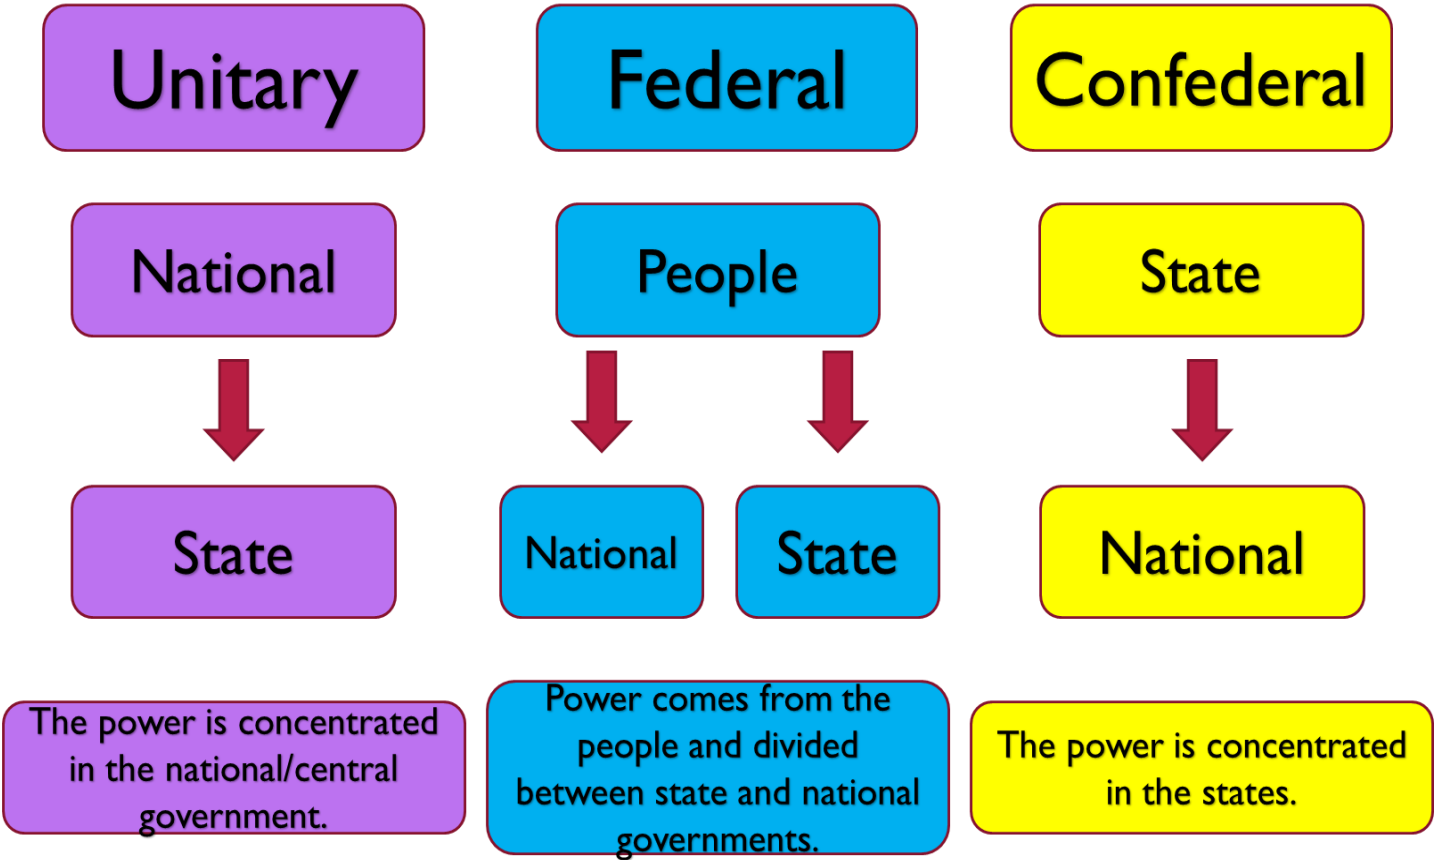 Unitary
Federal
Confederal
National
People
State
State
National
State
National
The power is concentrated
in the national/central
government.
Power comes from the
people and divided
between state and national
governments.
The power is concentrated
in the states.